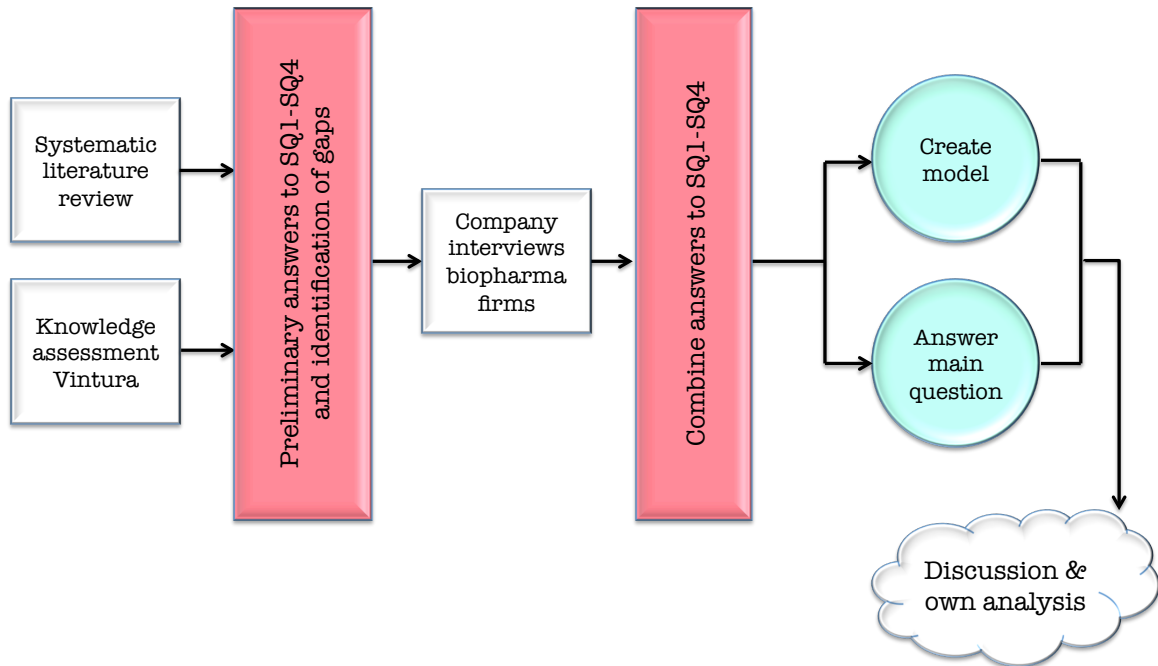 Systematic
literature
review
Knowledge
assessment
Vintura
Preliminary answers to SQ1-SQ4
and identification of gaps
Company
interviews
biopharma
firms
Combine answers to SQ1-SQ4
Create
model
Answer
main
question
Discussion &
own analysis